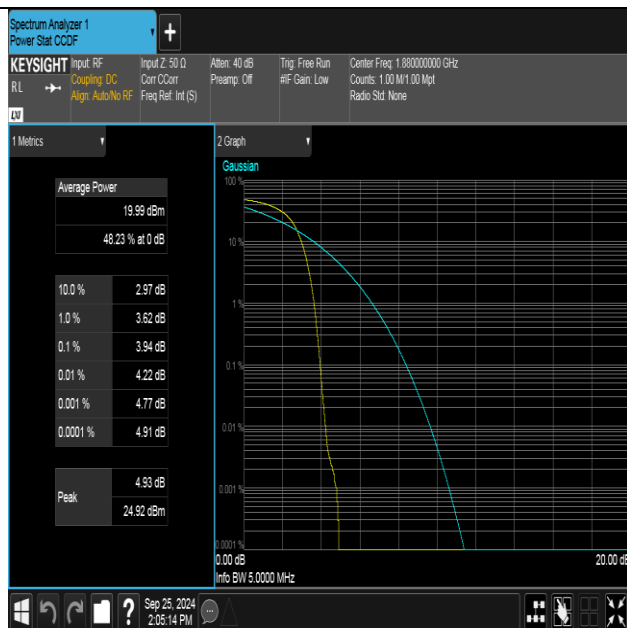 Spectrum Analyzer 1
Power Stat CCDF
+
KEYSIGHT
RL
LXI
Input: RF
Coupling: DC
Align: Auto/No RF
Input Z: 50 Ω
Corr CCorr
Freq Ref: Int (S)
Atten: 40 dB
Preamp: Off
Trig: Free Run
#IF Gain: Low
Center Freq: 1.880000000 GHz
Counts: 1.00 M/1.00 Mpt
Radio Std: None
1 Metrics
Average Power
19.99 dBm
48.23 % at 0 dB
10.0 % 2.97 dB
1.0 % 3.62 dB
0.1 % 3.94 dB
0.01 % 4.22 dB
0.001 % 4.77 dB
0.0001 % 4.91 dB
Peak
4.93 dB
24.92 dBm
2 Graph
Gaussian
100 %
10 %
1 %
0.1 %
0.01 %
0.001 %
0.0001 %
0.00 dB 20.00 dB
Info BW 5.0000 MHz
?
Sep 25, 2024
2:05:14 PM